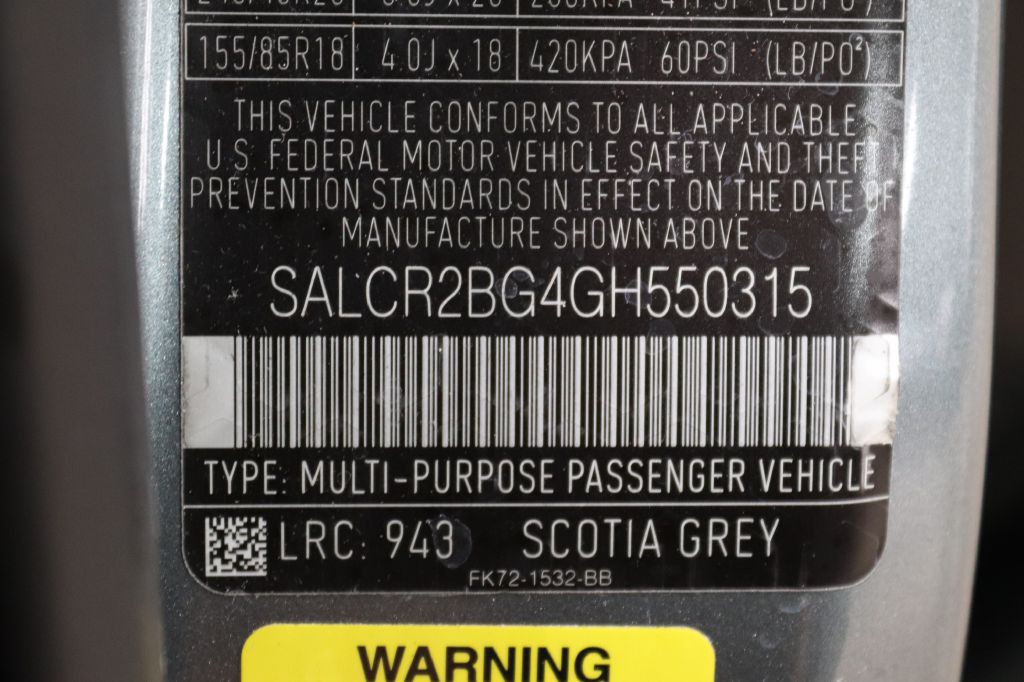 155/85R18 4.0J x 18 420KPA 60PSI (LB/PO²)
THIS VEHICLE CONFORMS TO ALL APPLICABLE
U.S. FEDERAL MOTOR VEHICLE SAFETY AND THEFT
PREVENTION STANDARDS IN EFFECT ON THE DATE OF
MANUFACTURE SHOWN ABOVE
SALCR2BG4GH550315
TYPE: MULTI-PURPOSE PASSENGER VEHICLE
LRC: 943 SCOTIA GREY
FK72-1532-BB
WARNING